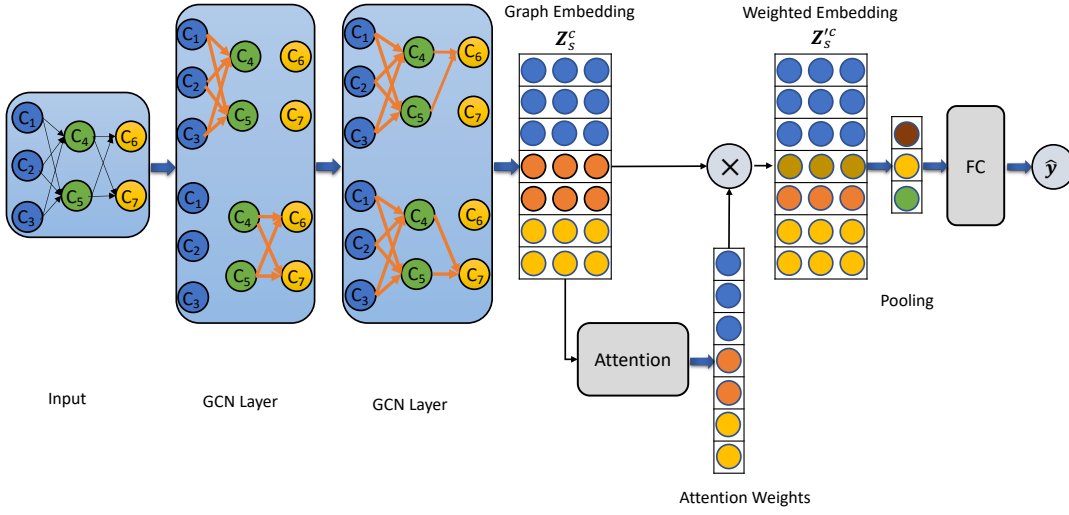 Graph Embedding
Z_s^c
Weighted Embedding
Z_s^{'c}
C1
C2
C3
C4
C5
C6
C7
C1
C2
C3
C4
C5
C6
C7
C1
C2
C3
C4
C5
C6
C7
C1
C2
C3
C4
C5
C6
C7
C1
C2
C3
C4
C5
C6
C7
×
FC
ŷ
Pooling
Attention
Input
GCN Layer
GCN Layer
Attention Weights